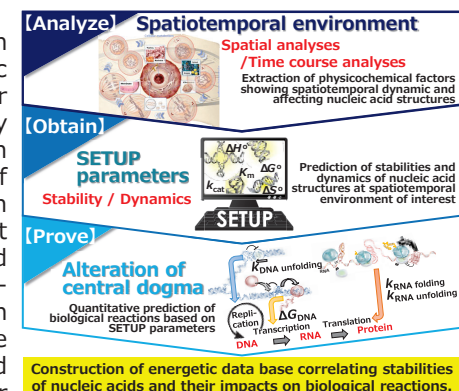 【Analyze】 Spatiotemporal environment
Spatial analyses
/Time course analyses
Extraction of physicochemical factors
showing spatiotemporal dynamic and
affecting nucleic acid structures
【Obtain】
SETUP
parameters
Stability / Dynamics
ΔH°
kcat
Km
ΔG°
ΔS°
SETUP
Prediction of stabilities and
dynamics of nucleic acid
structures at spatiotemporal
environment of interest
【Prove】
Alteration of
central dogma
Quantitative prediction of
biological reactions based on
SETUP parameters
kDNA unfolding
ΔGDNA
kRNA folding
kRNA unfolding
Repli-
cation
Transcription
Translation
DNA
RNA
Protein
Construction of energetic data base correlating stabilities
of nucleic acids and their impacts on biological reactions.